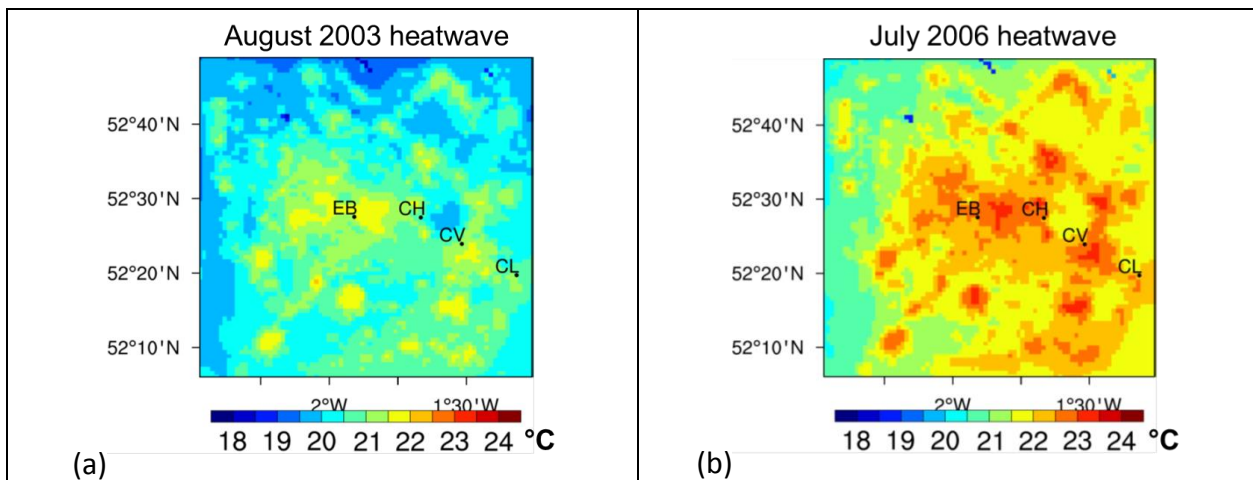 August 2003 heatwave
52°40'N
52°30'N
52°20'N
52°10'N
EB
CH
CV
CL
2°W 1°30'W
18 19 20 21 22 23 24 °C
(a)
July 2006 heatwave
52°40'N
52°30'N
52°20'N
52°10'N
EB
CH
CV
CL
2°W 1°30'W
18 19 20 21 22 23 24 °C
(b)